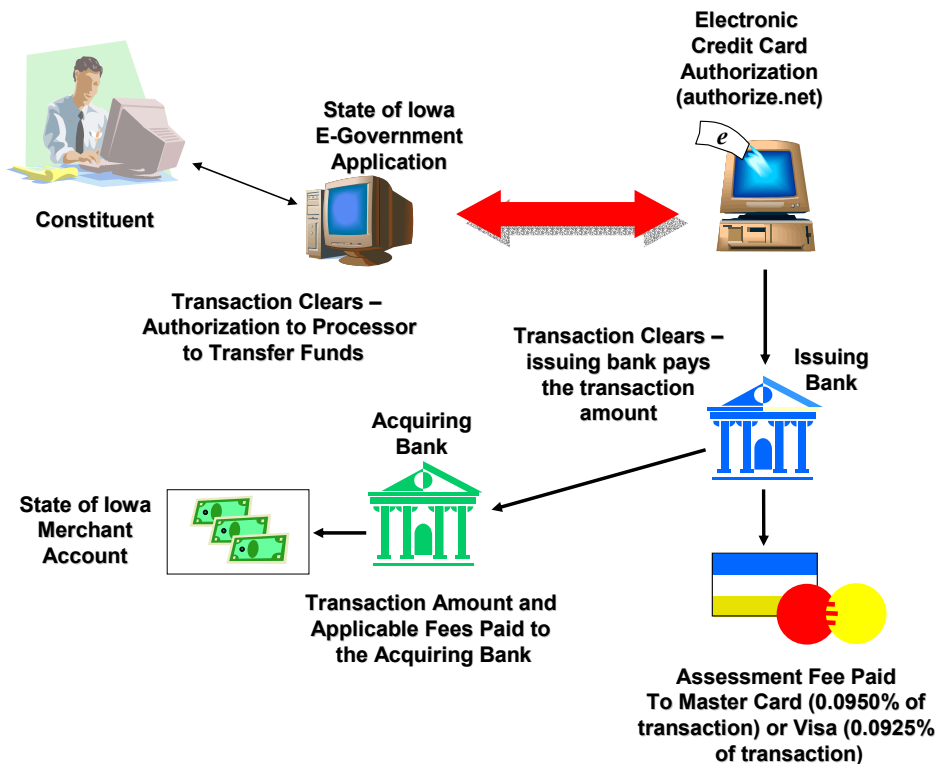 Electronic
Credit Card
Authorization
(authorize.net)
e
State of Iowa
E-Government
Application
Constituent
Transaction Clears –
Authorization to Processor
to Transfer Funds
Transaction Clears –
issuing bank pays
the transaction
amount
Issuing
Bank
Acquiring
Bank
State of Iowa
Merchant
Account
Transaction Amount and
Applicable Fees Paid to
the Acquiring Bank
Assessment Fee Paid
To Master Card (0.0950% of
transaction) or Visa (0.0925%
of transaction)